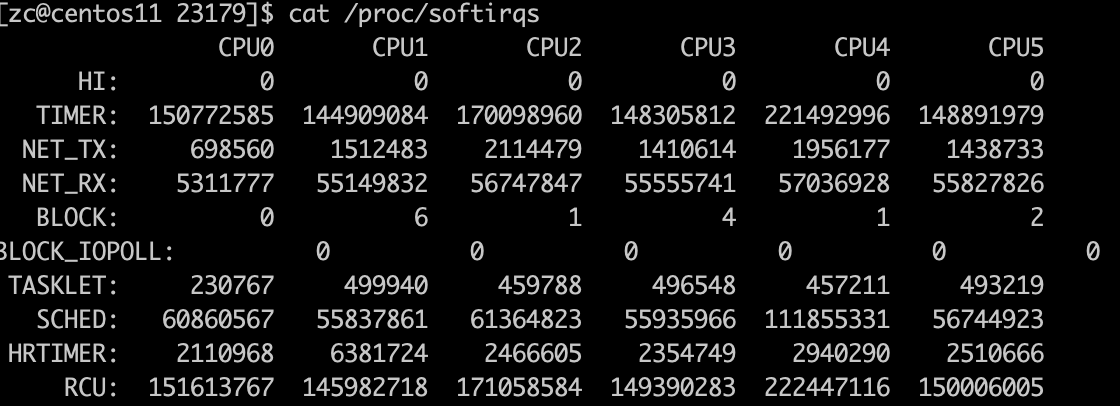 [zc@centos11 23179]$ cat /proc/softirqs
CPU0 CPU1 CPU2 CPU3 CPU4 CPU5
HI: 0 0 0 0 0 0
TIMER: 150772585 144909084 170098960 148305812 221492996 148891979
NET_TX: 698560 1512483 2114479 1410614 1956177 1438733
NET_RX: 5311777 55149832 56747847 55555741 57036928 55827826
BLOCK: 0 6 1 4 1 2
BLOCK_IOPOLL: 0 0 0 0 0 0
TASKLET: 230767 499940 459788 496548 457211 493219
SCHED: 60860567 55837861 61364823 55935966 111855331 56744923
HRTIMER: 2110968 6381724 2466605 2354749 2940290 2510666
RCU: 151613767 145982718 171058584 149390283 222447116 150006005